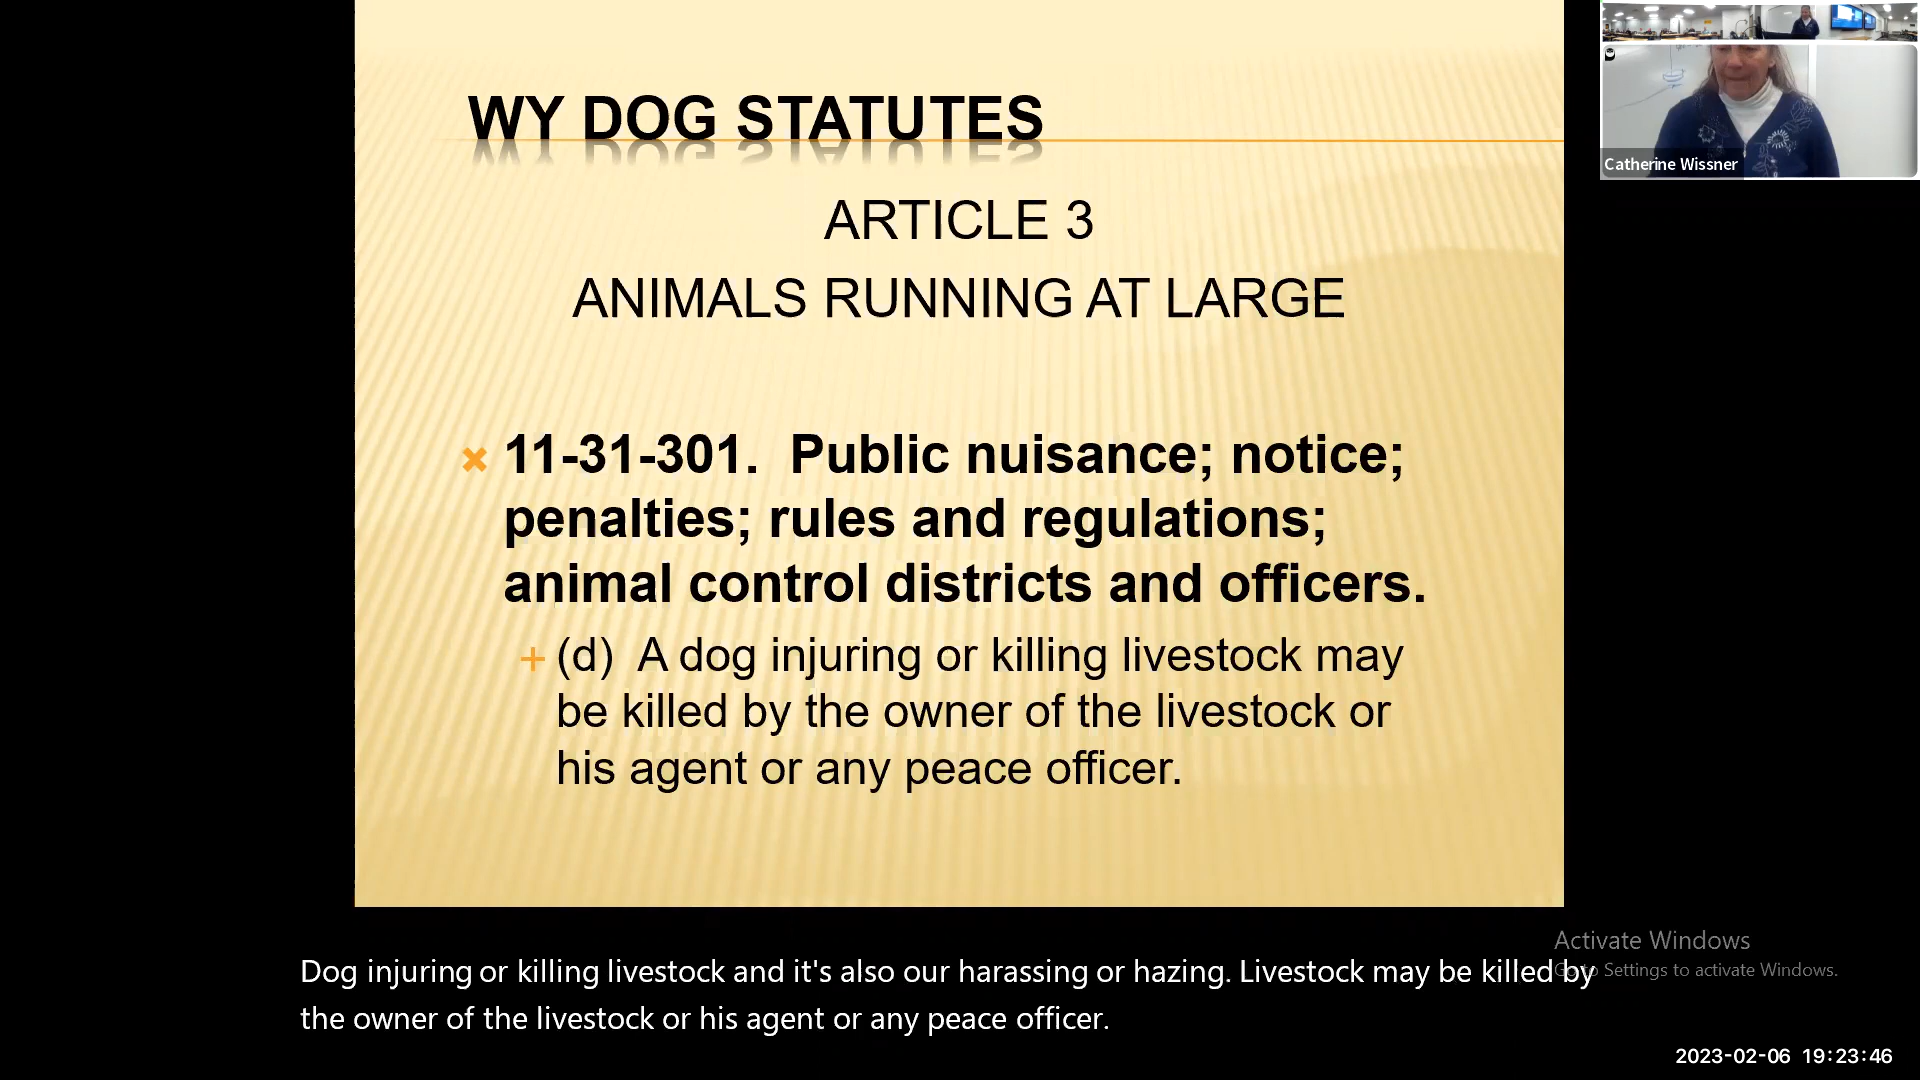 WY DOG STATUTES
ARTICLE 3
ANIMALS RUNNING AT LARGE
11-31-301. Public nuisance; notice;
penalties; rules and regulations;
animal control districts and officers.
(d) A dog injuring or killing livestock may
be killed by the owner of the livestock or
his agent or any peace officer.
Catherine Wissner
Activate Windows
Go to Settings to activate Windows.
Dog injuring or killing livestock and it's also our harassing or hazing. Livestock may be killed by
the owner of the livestock or his agent or any peace officer.
2023-02-06 19:23:46